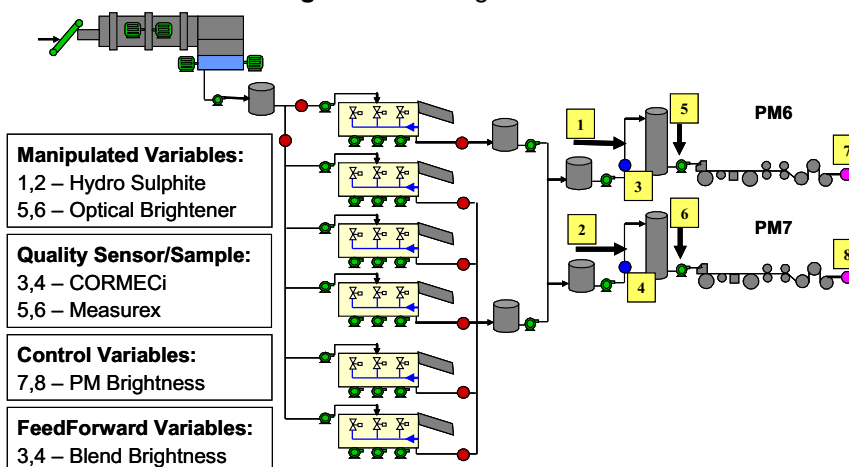 Manipulated Variables:
1,2 – Hydro Sulphite
5,6 – Optical Brightener
Quality Sensor/Sample:
3,4 – CORMECi
5,6 – Measurex
Control Variables:
7,8 – PM Brightness
FeedForward Variables:
3,4 – Blend Brightness
1
5
PM6
7
3
2
6
PM7
8
4